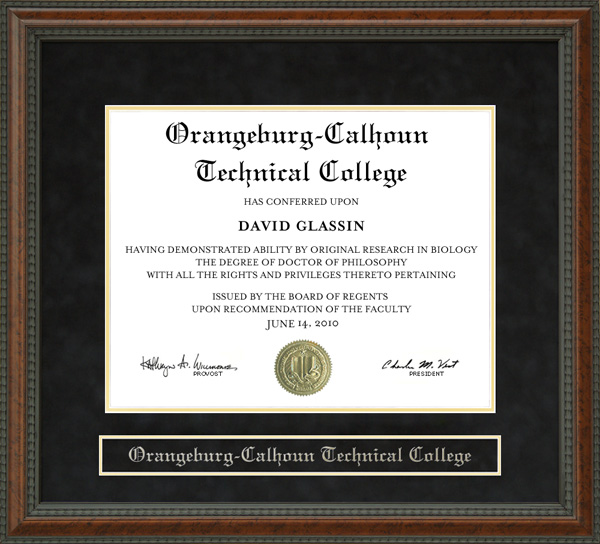 Orangeburg-Calhoun
Technical College
HAS CONFERRED UPON
DAVID GLASSIN
HAVING DEMONSTRATED ABILITY BY ORIGINAL RESEARCH IN BIOLOGY
THE DEGREE OF DOCTOR OF PHILOSOPHY
WITH ALL THE RIGHTS AND PRIVILEGES THERETO PERTAINING
ISSUED BY THE BOARD OF REGENTS
UPON RECOMMENDATION OF THE FACULTY
JUNE 14, 2010
PROVOST
Charles M. Vest
PRESIDENT
Orangeburg-Calhoun Technical College